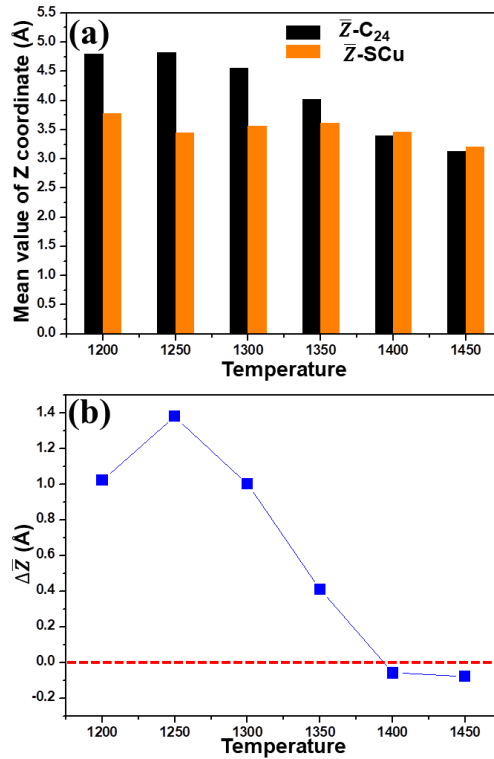 (a)
Z̅-C₂₄
Z̅-SCu
Mean value of Z coordinate (Å)
5.5
5.0
4.5
4.0
3.5
3.0
2.5
2.0
1.5
1.0
0.5
0.0
1200 1250 1300 1350 1400 1450
Temperature
(b)
ΔZ̅ (Å)
1.4
1.2
1.0
0.8
0.6
0.4
0.2
0.0
-0.2
1200 1250 1300 1350 1400 1450
Temperature